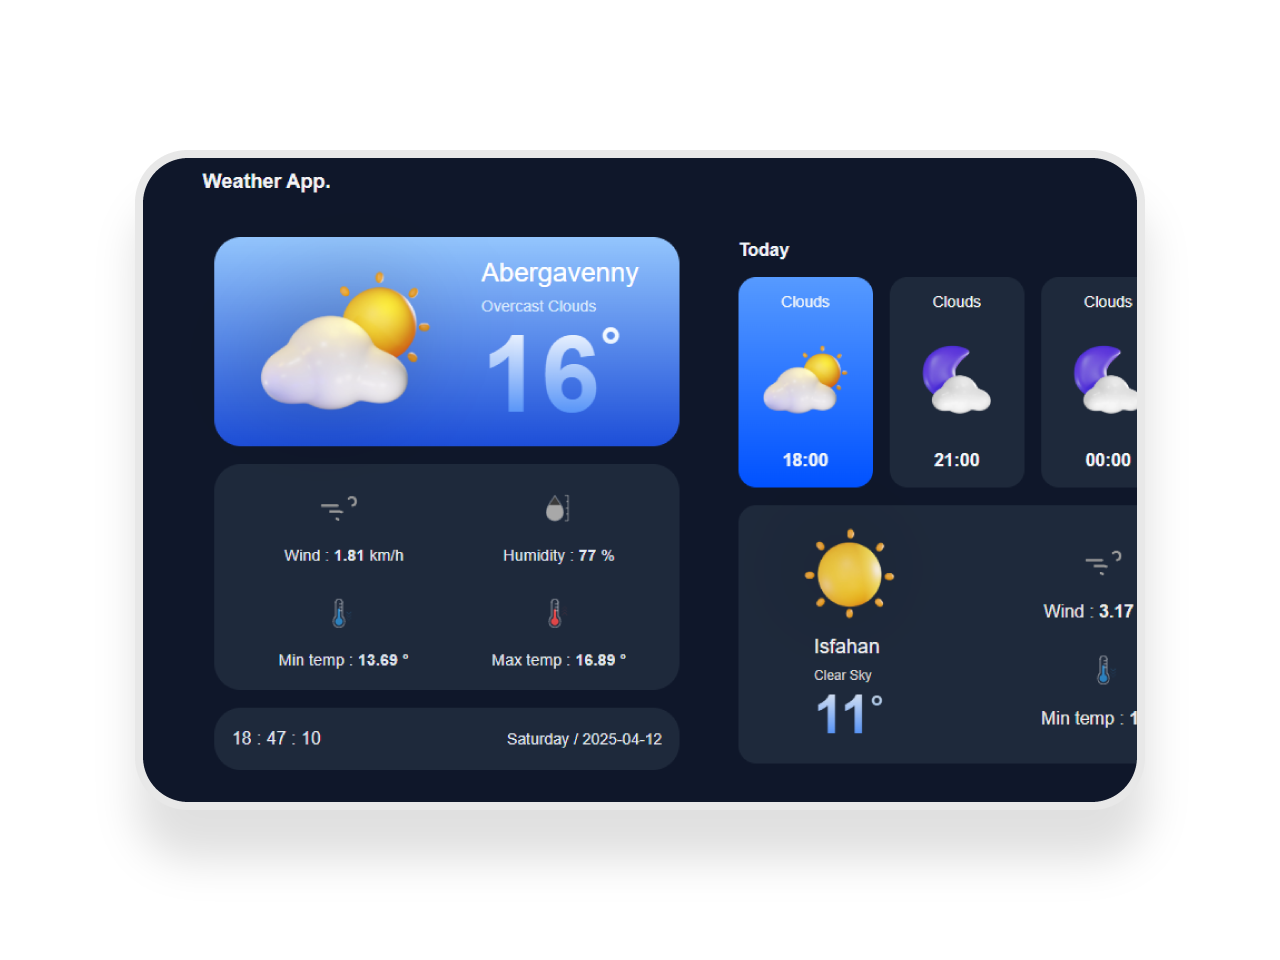 Weather App.
Abergavenny
Overcast Clouds
16°
Wind : 1.81 km/h
Humidity : 77 %
Min temp : 13.69 °
Max temp : 16.89 °
18 : 47 : 10
Saturday / 2025-04-12
Today
Clouds
18:00
Clouds
21:00
Clouds
00:00
Isfahan
Clear Sky
11°
Wind : 3.17
Min temp : 1